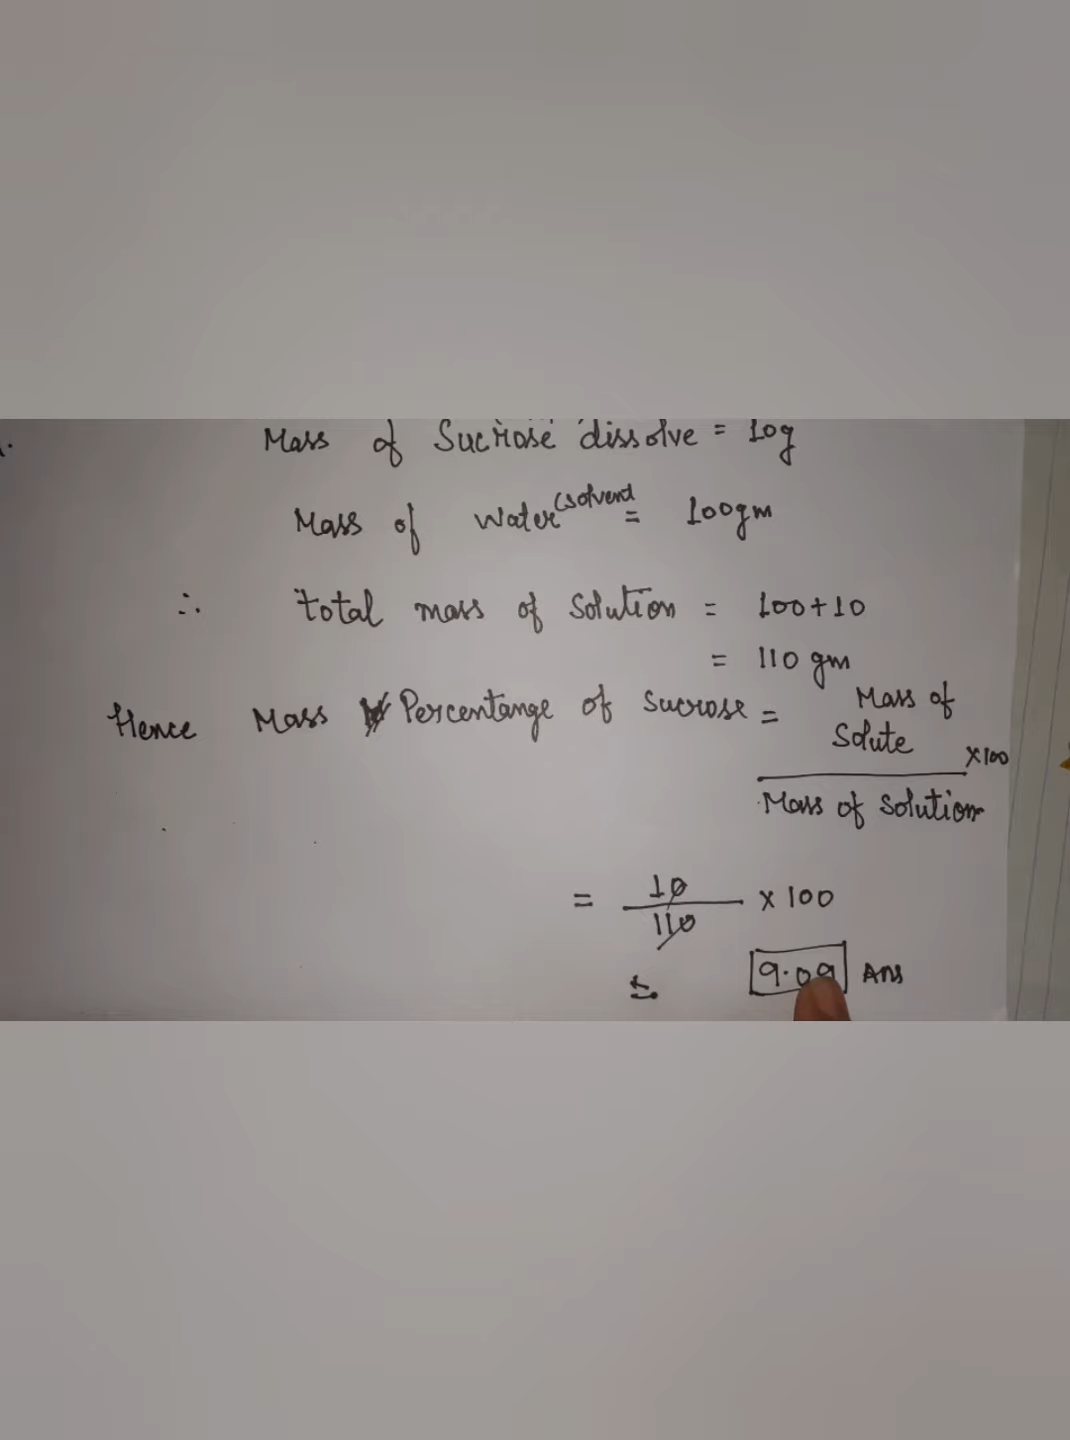 Mass of Sucrose dissolve = 10g
Mass of Water (solvent = 100gm
∴ total mass of Solution = 100+10
= 110 gm
Hence Mass Percentange of Sucrose = Mass of Solute / Mass of Solution ×100
= 10/110 × 100
9.09 Ans